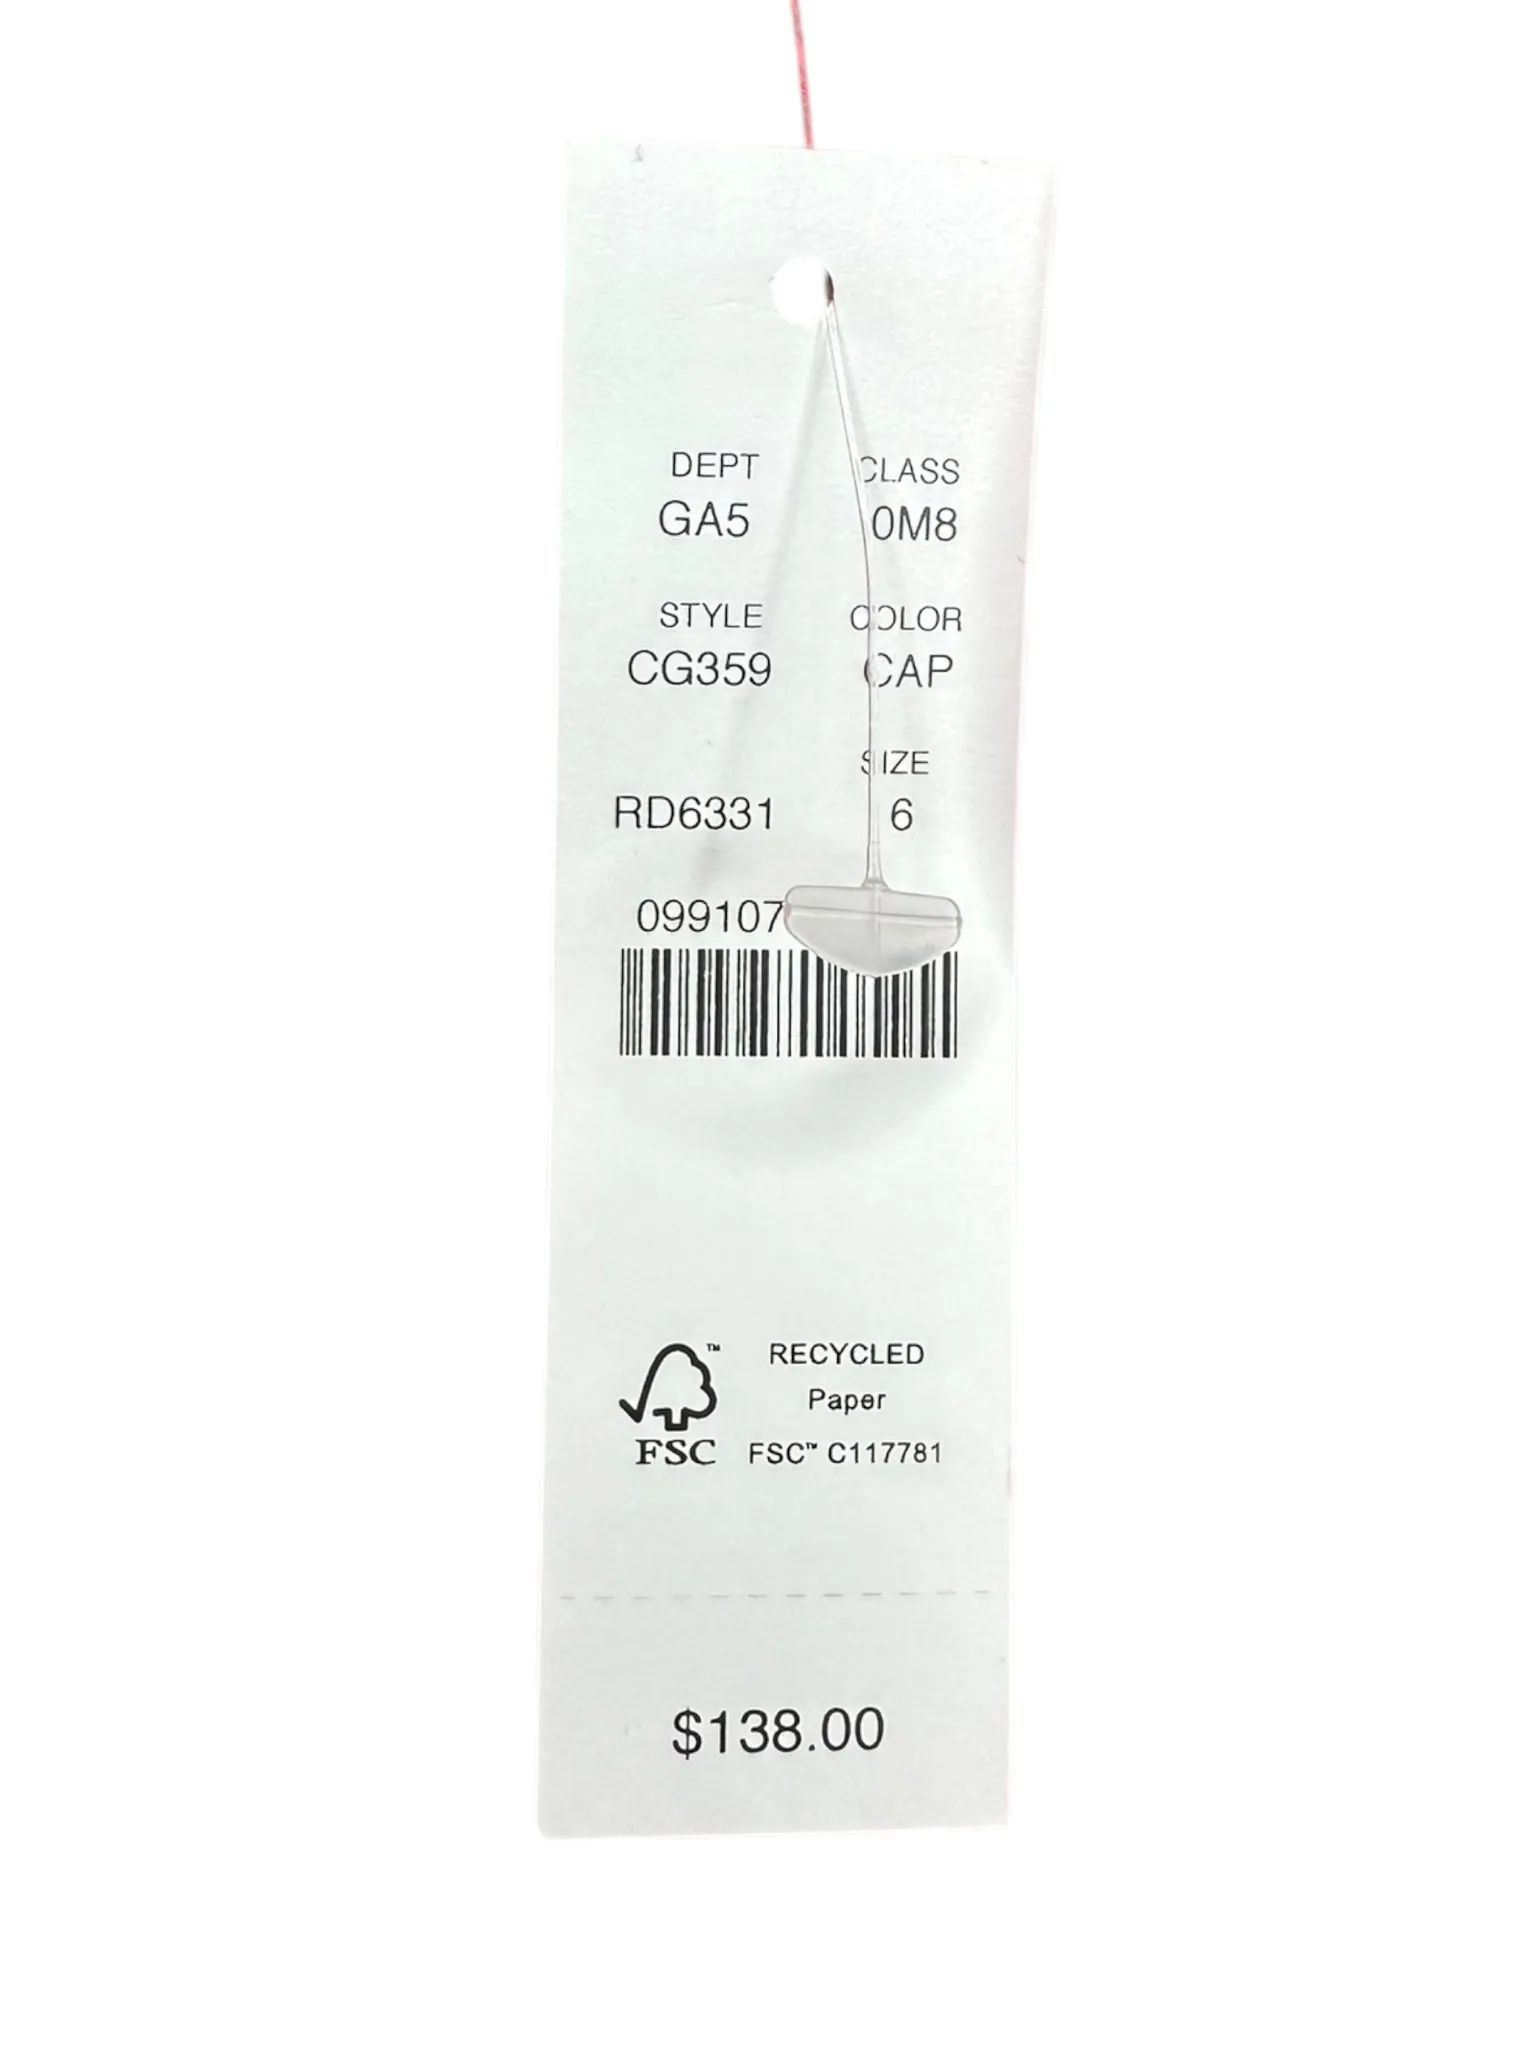 DEPT CLASS
GA5 0M8
STYLE COLOR
CG359 CAP
SIZE
RD6331 6
099107
™ RECYCLED
Paper
FSC FSC™ C117781
$138.00